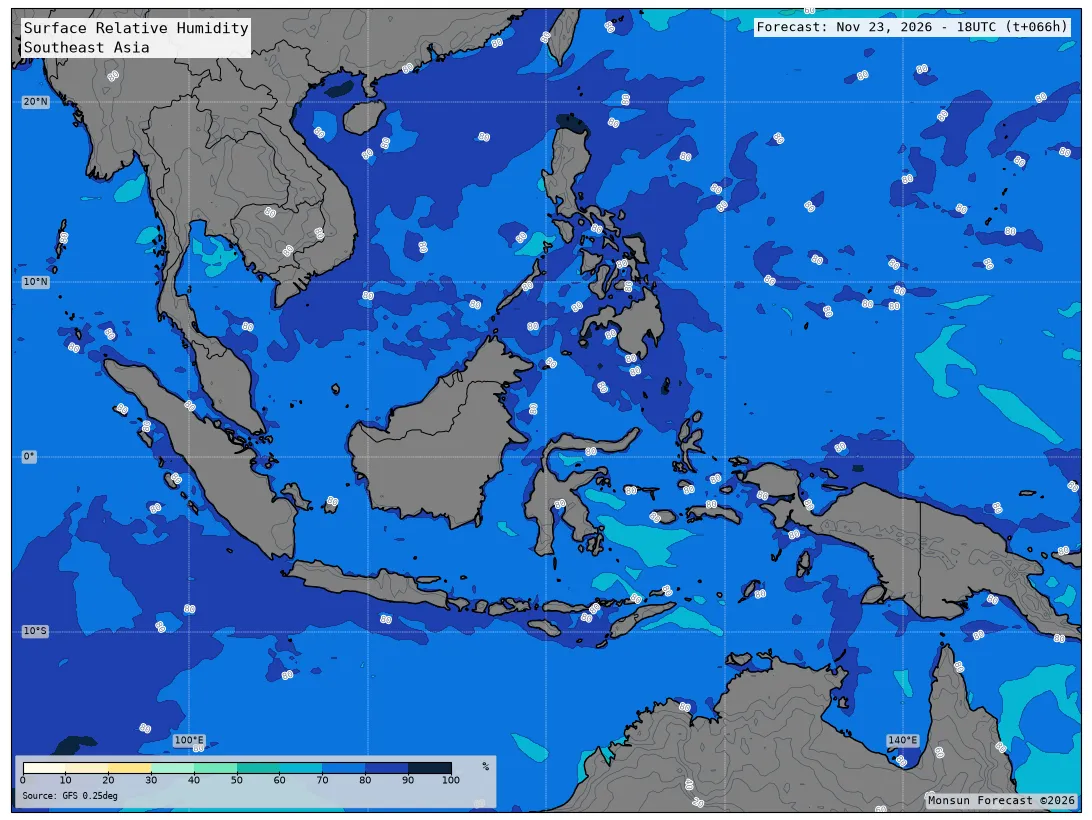 Surface Relative Humidity
Southeast Asia
Forecast: Nov 23, 2026 - 18UTC (t+066h)
20°N
10°N
0°
10°S
100°E
140°E
%
0 10 20 30 40 50 60 70 80 90 100
Source: GFS 0.25deg
Monsun Forecast ©2026